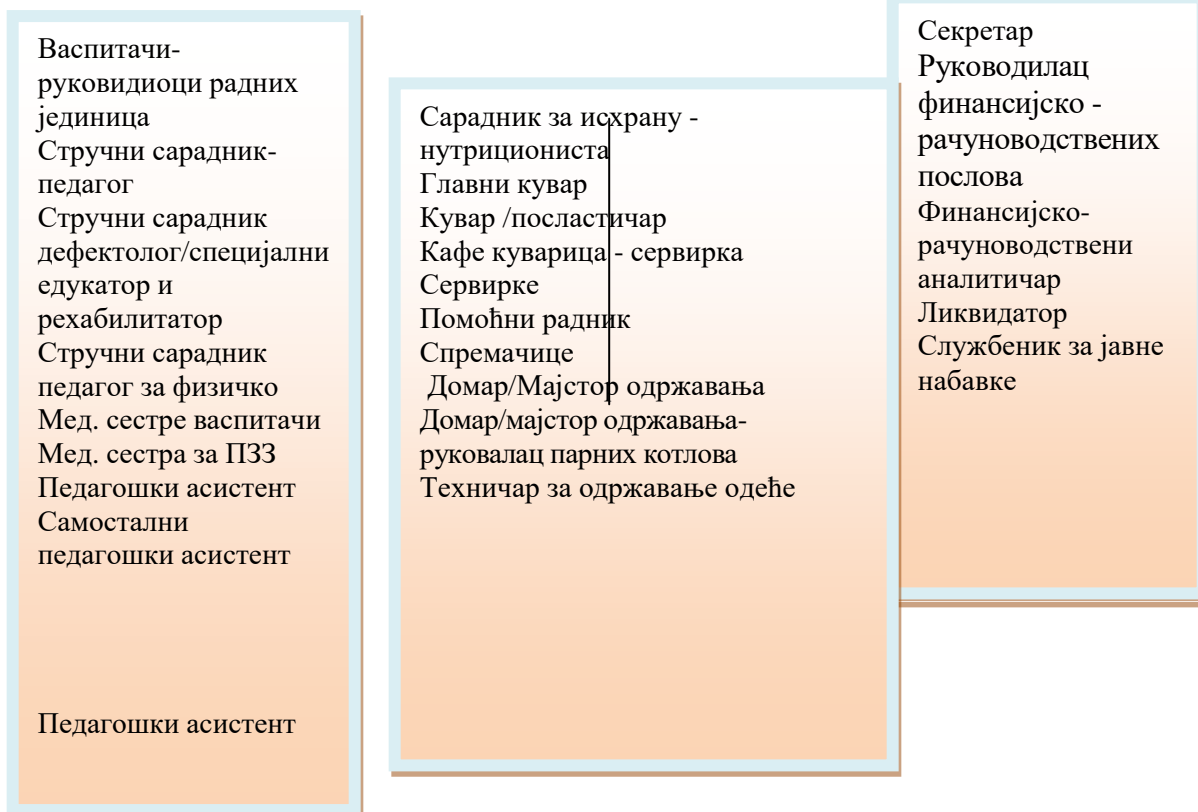 Васпитачи-
руковидиоци радних
јединица
Стручни сарадник-
педагог
Стручни сарадник
дефектолог/специјални
едукатор и
рехабилитатор
Стручни сарадник
педагог за физичко
Мед. сестре васпитачи
Мед. сестра за ПЗЗ
Педагошки асистент
Самостални
педагошки асистент
Педагошки асистент
Сарадник за исхрану -
нутрициониста
Главни кувар
Кувар /посластичар
Кафе куварица - сервирка
Сервирке
Помоћни радник
Спремачице
Домар/Мајстор одржавања
Домар/мајстор одржавања-
руковалац парних котлова
Техничар за одржавање одеће
Секретар
Руководилац
финансијско -
рачуноводствених
послова
Финансијско-
рачуноводствени
аналитичар
Ликвидатор
Службеник за јавне
набавке